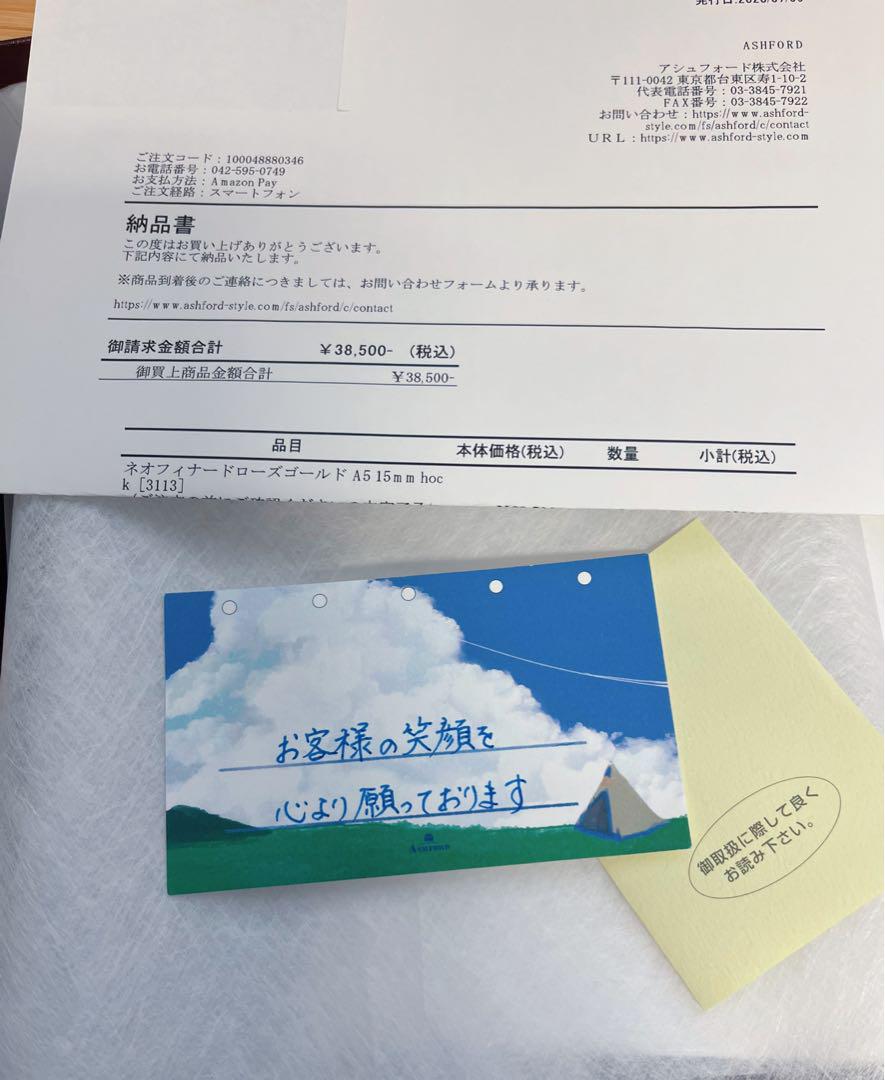 ASHFORD
アシュフォード株式会社
〒111-0042 東京都台東区寿1-10-2
代表電話番号：03-3845-7921
FAX番号：03-3845-7922
お問い合わせ：https://www.ashford-
style.com/fs/ashford/c/contact
URL：https://www.ashford-style.com
ご注文コード：100048880346
お電話番号：042-595-0749
お支払方法：Amazon Pay
ご注文経路：スマートフォン
納品書
この度はお買い上げありがとうございます。
下記内容にて納品いたします。
※商品到着後のご連絡につきましては、お問い合わせフォームより承ります。
https://www.ashford-style.com/fs/ashford/c/contact
御請求金額合計 ￥38,500- (税込)
御買上商品金額合計 ￥38,500-
品目 本体価格(税込) 数量 小計(税込)
ネオフィナードローズゴールド A5 15mm hoc
k [3113]
お客様の笑顔を
心より願っております
ASHFORD
御取扱に際して良く
お読み下さい。